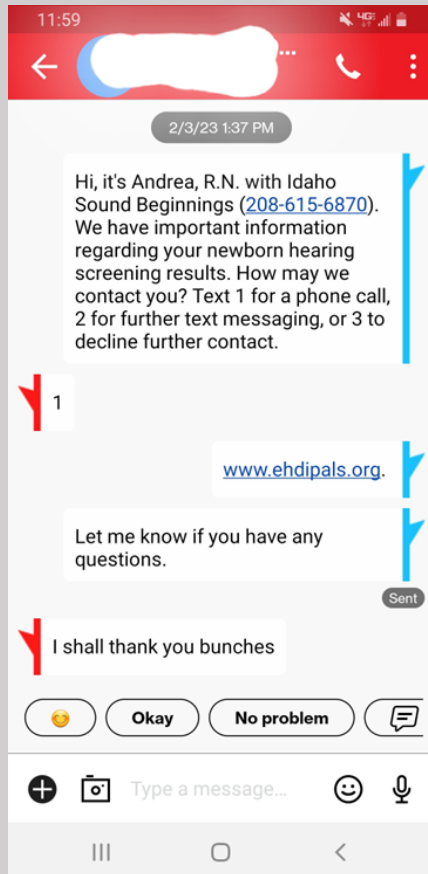 11:59
4GE
...
2/3/23 1:37 PM
Hi, it's Andrea, R.N. with Idaho
Sound Beginnings (208-615-6870).
We have important information
regarding your newborn hearing
screening results. How may we
contact you? Text 1 for a phone call,
2 for further text messaging, or 3 to
decline further contact.
1
www.ehdipals.org.
Let me know if you have any
questions.
Sent
I shall thank you bunches
Okay
No problem
Type a message...